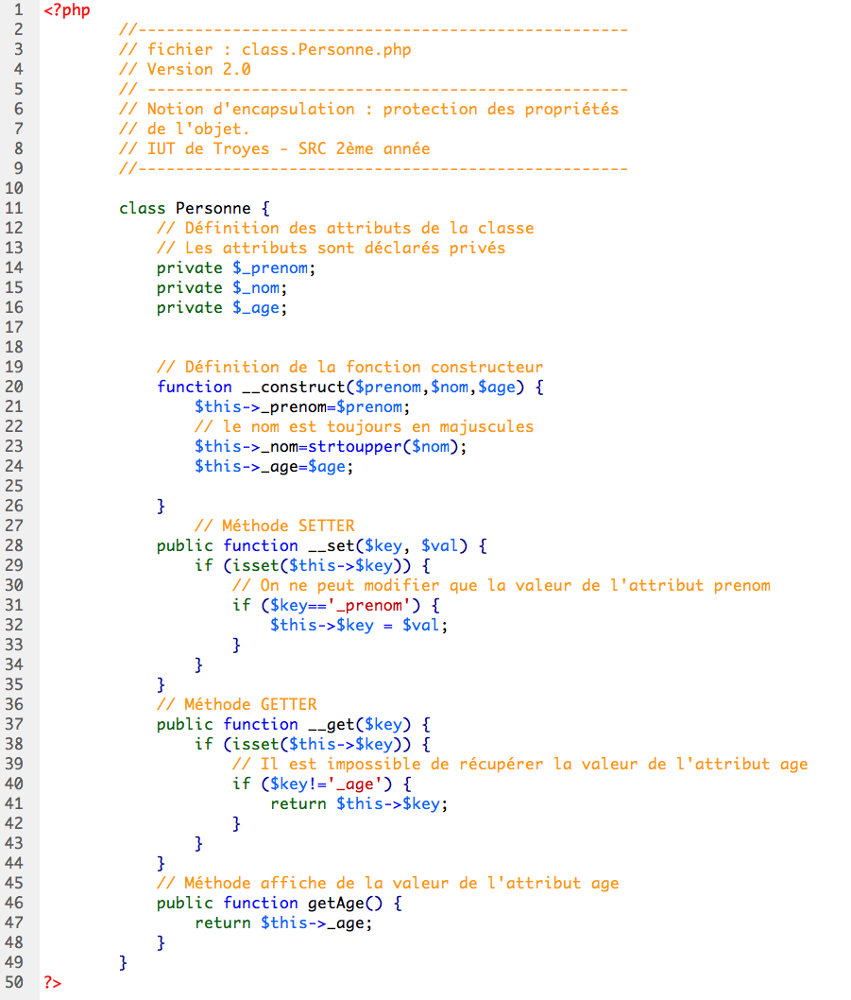 1 <?php
2 //----------------------------------------------------
3 // fichier : class.Personne.php
4 // Version 2.0
5 // ---------------------------------------------------
6 // Notion d'encapsulation : protection des propriétés
7 // de l'objet.
8 // IUT de Troyes - SRC 2ème année
9 //----------------------------------------------------
10
11 class Personne {
12 // Définition des attributs de la classe
13 // Les attributs sont déclarés privés
14 private $_prenom;
15 private $_nom;
16 private $_age;
17
18
19 // Définition de la fonction constructeur
20 function __construct($prenom,$nom,$age) {
21 $this->_prenom=$prenom;
22 // le nom est toujours en majuscules
23 $this->_nom=strtoupper($nom);
24 $this->_age=$age;
25
26 }
27 // Méthode SETTER
28 public function __set($key, $val) {
29 if (isset($this->$key)) {
30 // On ne peut modifier que la valeur de l'attribut prenom
31 if ($key=='_prenom') {
32 $this->$key = $val;
33 }
34 }
35 }
36 // Méthode GETTER
37 public function __get($key) {
38 if (isset($this->$key)) {
39 // Il est impossible de récupérer la valeur de l'attribut age
40 if ($key!='_age') {
41 return $this->$key;
42 }
43 }
44 }
45 // Méthode affiche de la valeur de l'attribut age
46 public function getAge() {
47 return $this->_age;
48 }
49 }
50 ?>